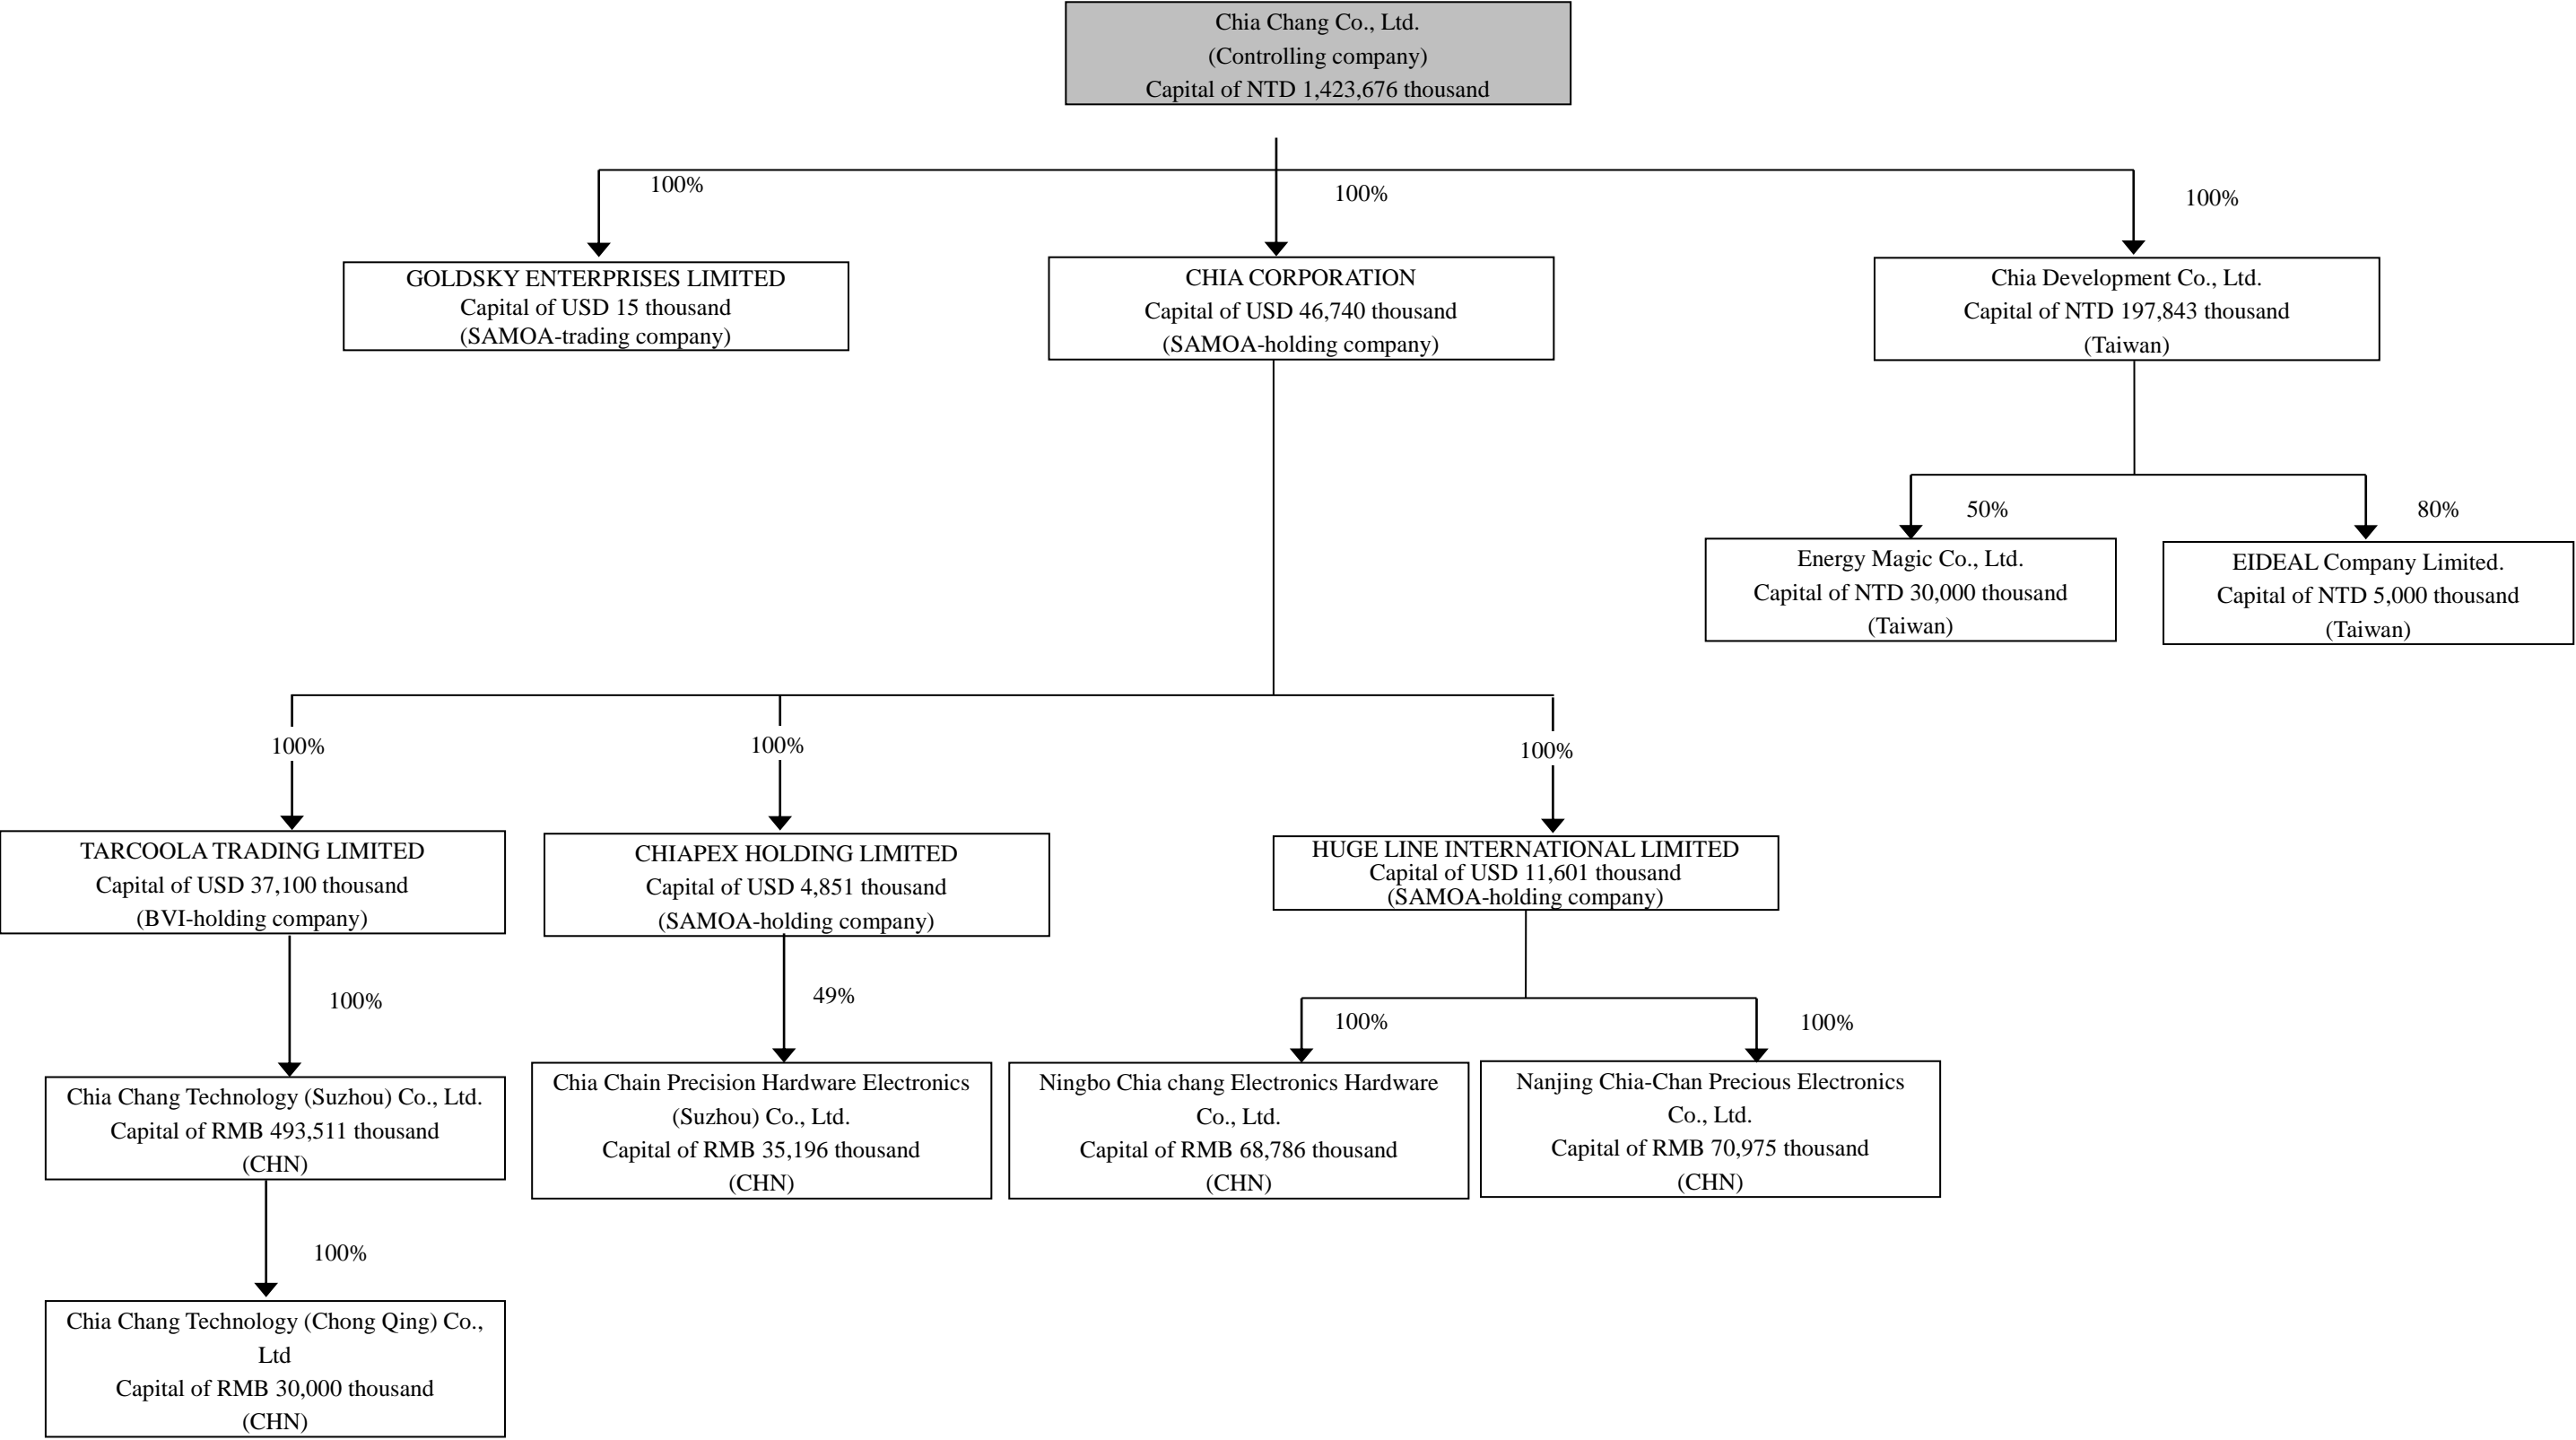 Chia Chang Co., Ltd.
(Controlling company)
Capital of NTD 1,423,676 thousand
100%
100%
100%
GOLDSKY ENTERPRISES LIMITED
Capital of USD 15 thousand
(SAMOA-trading company)
CHIA CORPORATION
Capital of USD 46,740 thousand
(SAMOA-holding company)
Chia Development Co., Ltd.
Capital of NTD 197,843 thousand
(Taiwan)
50%
80%
Energy Magic Co., Ltd.
Capital of NTD 30,000 thousand
(Taiwan)
EIDEAL Company Limited.
Capital of NTD 5,000 thousand
(Taiwan)
100%
100%
100%
TARCOOLA TRADING LIMITED
Capital of USD 37,100 thousand
(BVI-holding company)
CHIAPEX HOLDING LIMITED
Capital of USD 4,851 thousand
(SAMOA-holding company)
HUGE LINE INTERNATIONAL LIMITED
Capital of USD 11,601 thousand
(SAMOA-holding company)
100%
49%
100%
100%
Chia Chang Technology (Suzhou) Co., Ltd.
Capital of RMB 493,511 thousand
(CHN)
Chia Chain Precision Hardware Electronics
(Suzhou) Co., Ltd.
Capital of RMB 35,196 thousand
(CHN)
Ningbo Chia chang Electronics Hardware
Co., Ltd.
Capital of RMB 68,786 thousand
(CHN)
Nanjing Chia-Chan Precious Electronics
Co., Ltd.
Capital of RMB 70,975 thousand
(CHN)
100%
Chia Chang Technology (Chong Qing) Co.,
Ltd
Capital of RMB 30,000 thousand
(CHN)